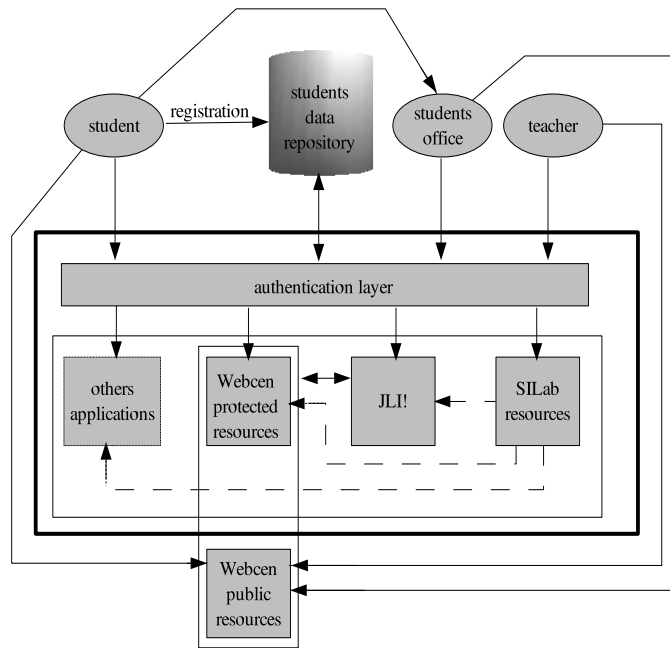 student
registration
students
data
repository
students
office
teacher
authentication layer
others
applications
Webcen
protected
resources
JLI!
SILab
resources
Webcen
public
resources